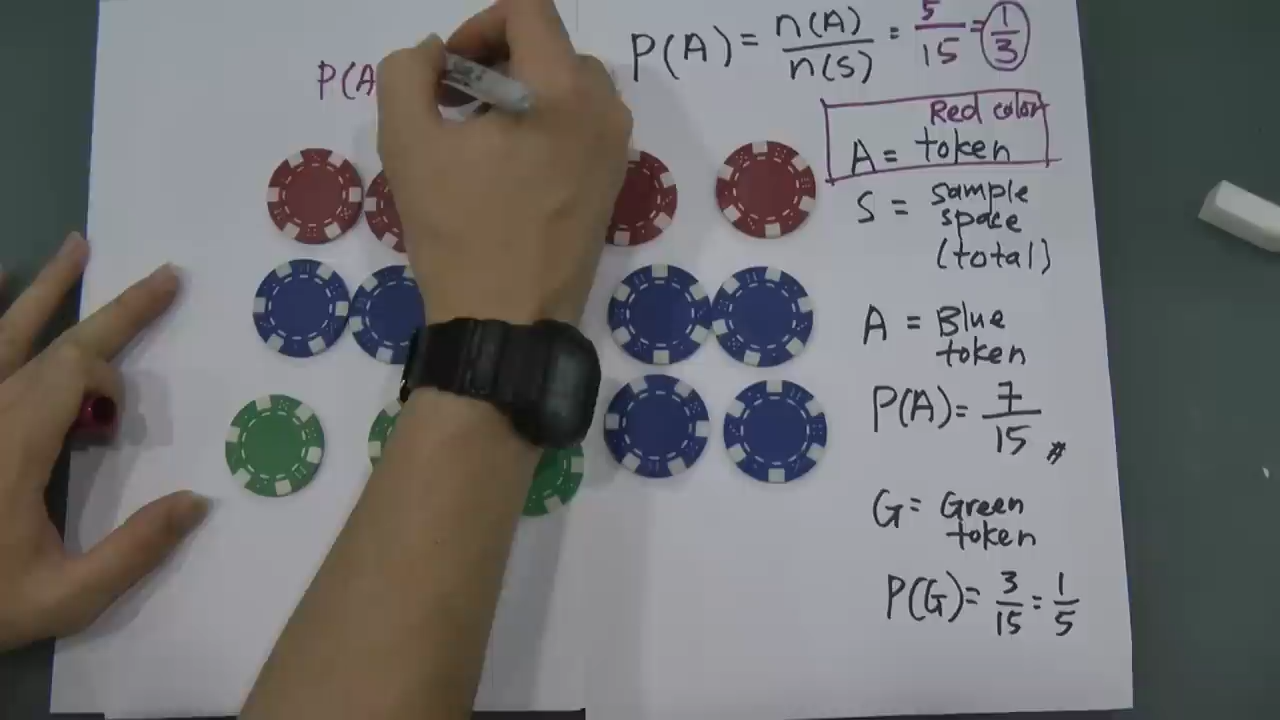 P(A
P(A) = n(A)/n(S) = 5/15 = 1/3
Red color
A = token
S = sample
space
(total)
A = Blue
token
P(A) = 7/15 #
G = Green
token
P(G) = 3/15 = 1/5